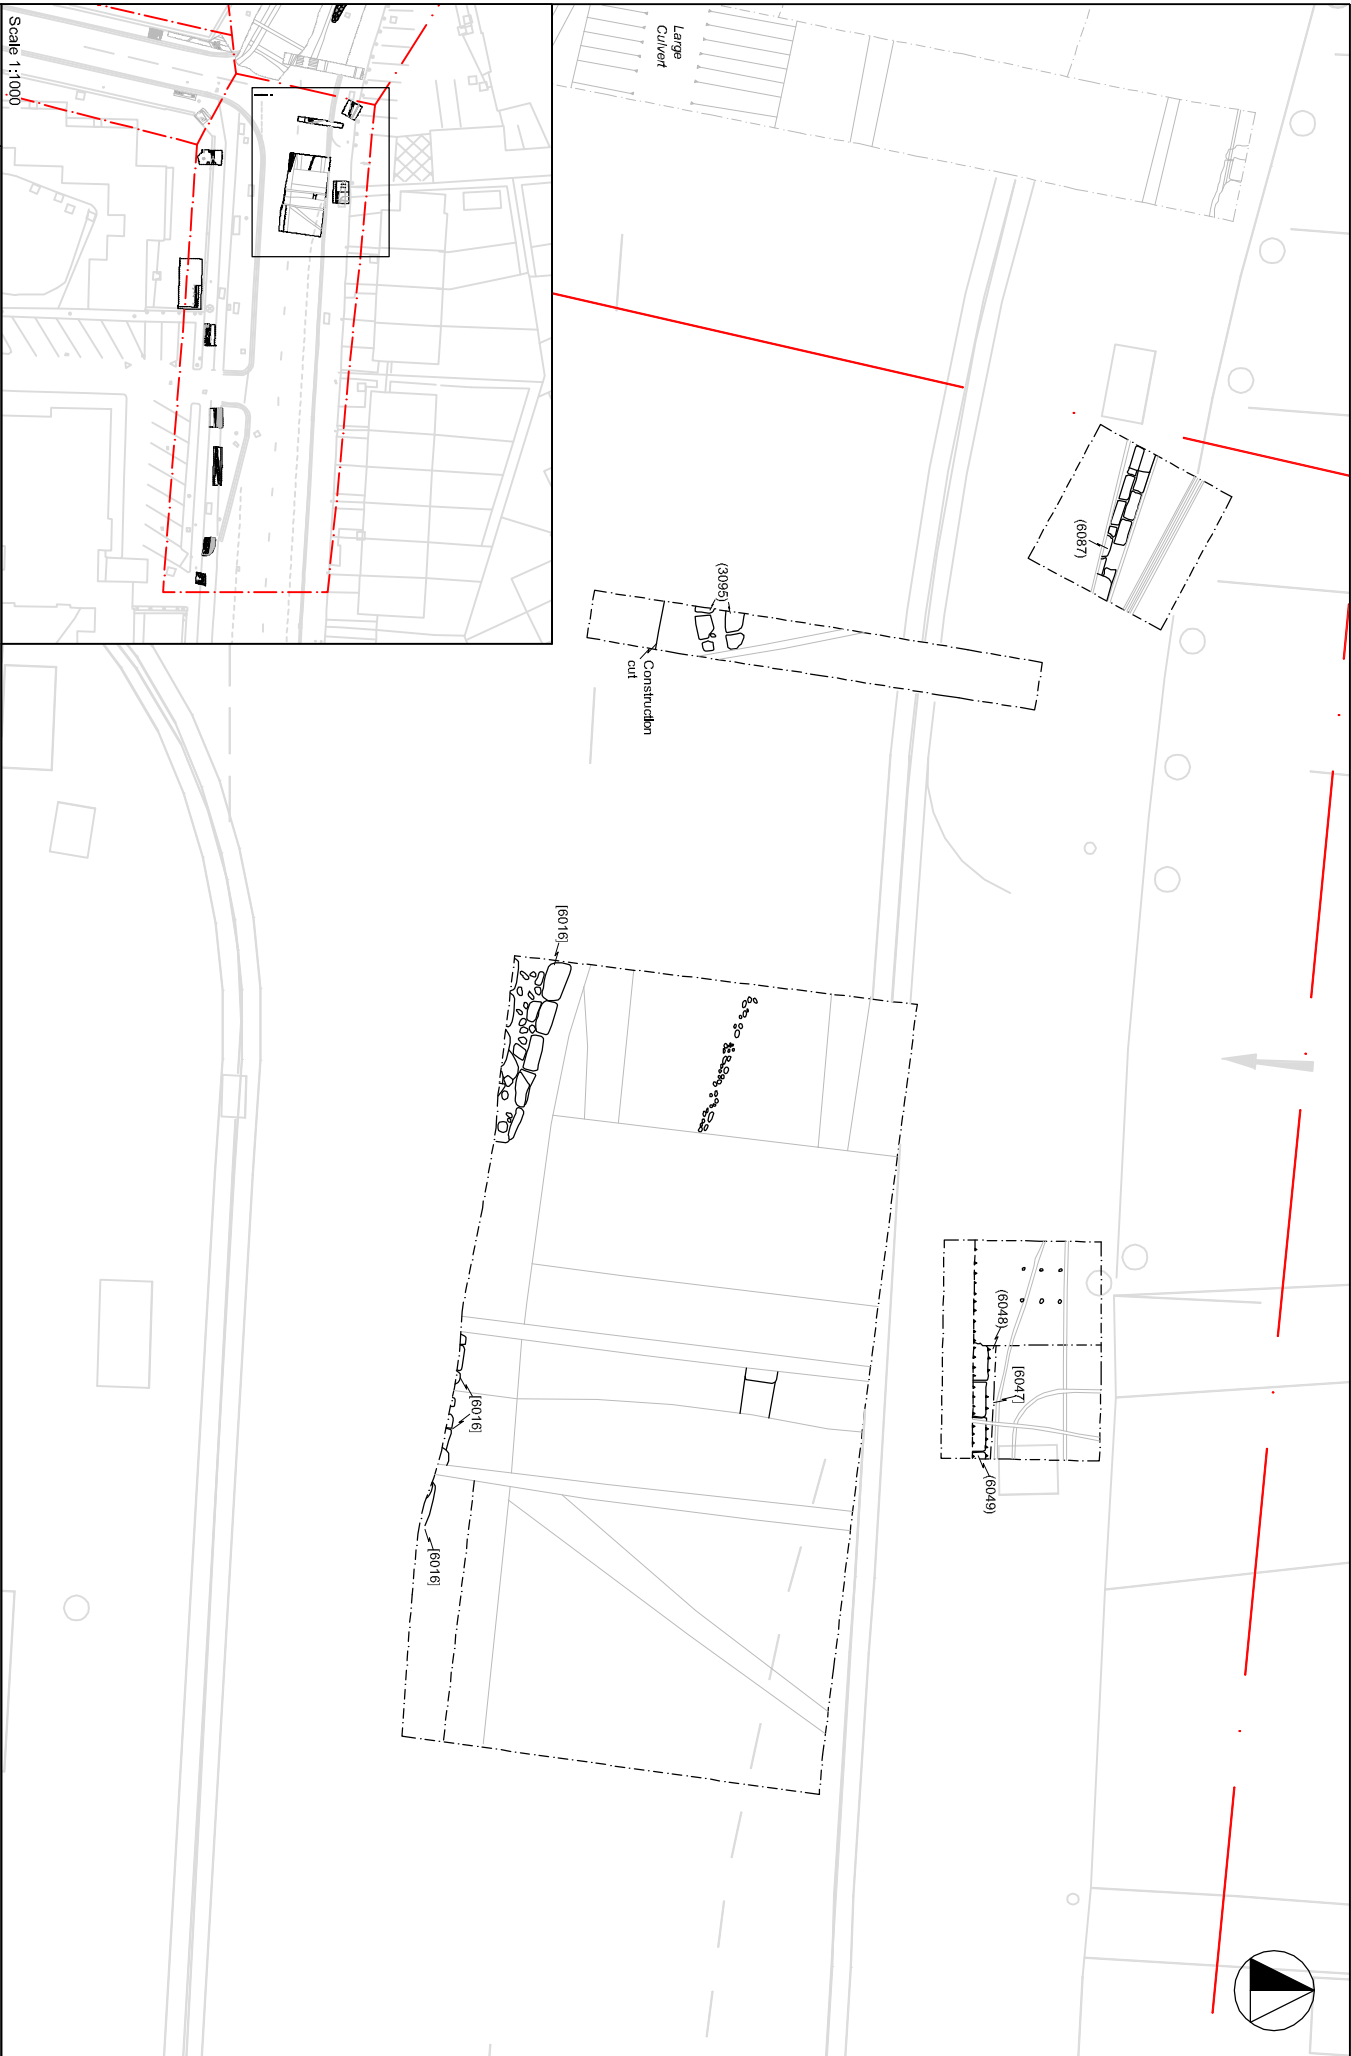 Scale 1:1000
Large
Culvert
(6087)
(3095)
Construction
cut
[6016]
(6048)
[6047]
(6049)
[6016]
[6016]